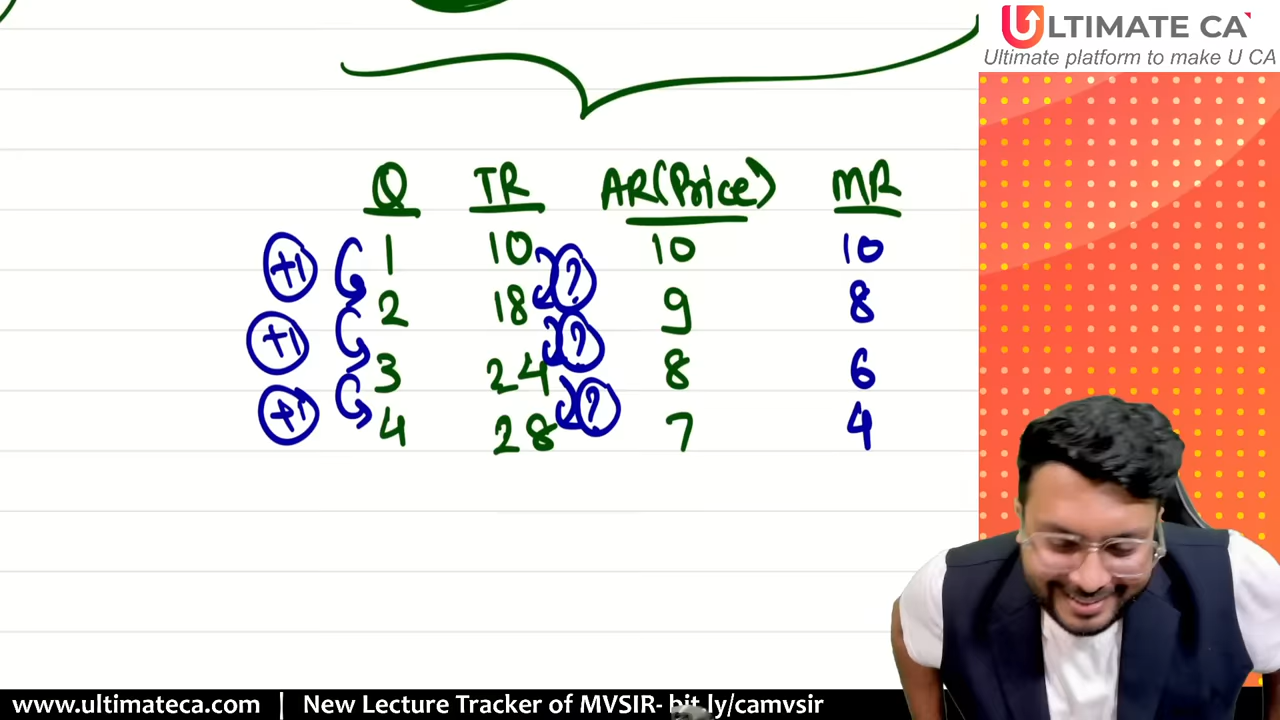 ULTIMATE CA
Ultimate platform to make U CA
Q TR AR(Price) MR
+1 1 10 ? 10 10
+1 2 18 ? 9 8
+1 3 24 ? 8 6
4 28 7 4
www.ultimateca.com | New Lecture Tracker of MVSIR- bit.ly/camvsir